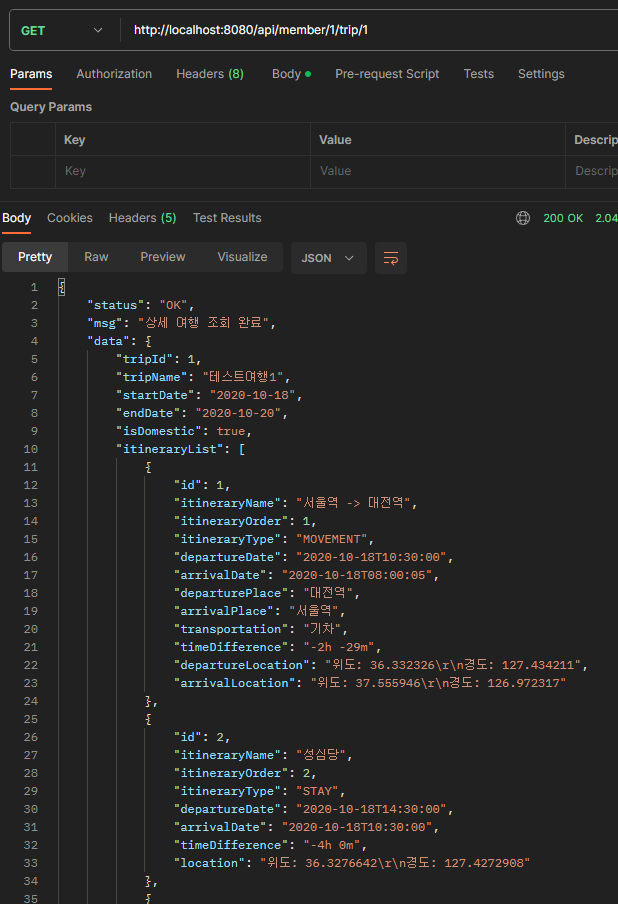 GET http://localhost:8080/api/member/1/trip/1
Params Authorization Headers (8) Body Pre-request Script Tests Settings
Query Params
Key Value Descrip
Key Value Descrip
Body Cookies Headers (5) Test Results 200 OK 2.04
Pretty Raw Preview Visualize JSON
1 {
2 "status": "OK",
3 "msg": "상세 여행 조회 완료",
4 "data": {
5 "tripId": 1,
6 "tripName": "테스트여행1",
7 "startDate": "2020-10-18",
8 "endDate": "2020-10-20",
9 "isDomestic": true,
10 "itineraryList": [
11 {
12 "id": 1,
13 "itineraryName": "서울역 -> 대전역",
14 "itineraryOrder": 1,
15 "itineraryType": "MOVEMENT",
16 "departureDate": "2020-10-18T10:30:00",
17 "arrivalDate": "2020-10-18T08:00:05",
18 "departurePlace": "대전역",
19 "arrivalPlace": "서울역",
20 "transportation": "기차",
21 "timeDifference": "-2h -29m",
22 "departureLocation": "위도: 36.332326\r\n경도: 127.434211",
23 "arrivalLocation": "위도: 37.555946\r\n경도: 126.972317"
24 },
25 {
26 "id": 2,
27 "itineraryName": "성심당",
28 "itineraryOrder": 2,
29 "itineraryType": "STAY",
30 "departureDate": "2020-10-18T14:30:00",
31 "arrivalDate": "2020-10-18T10:30:00",
32 "timeDifference": "-4h 0m",
33 "location": "위도: 36.3276642\r\n경도: 127.4272908"
34 },
35 {